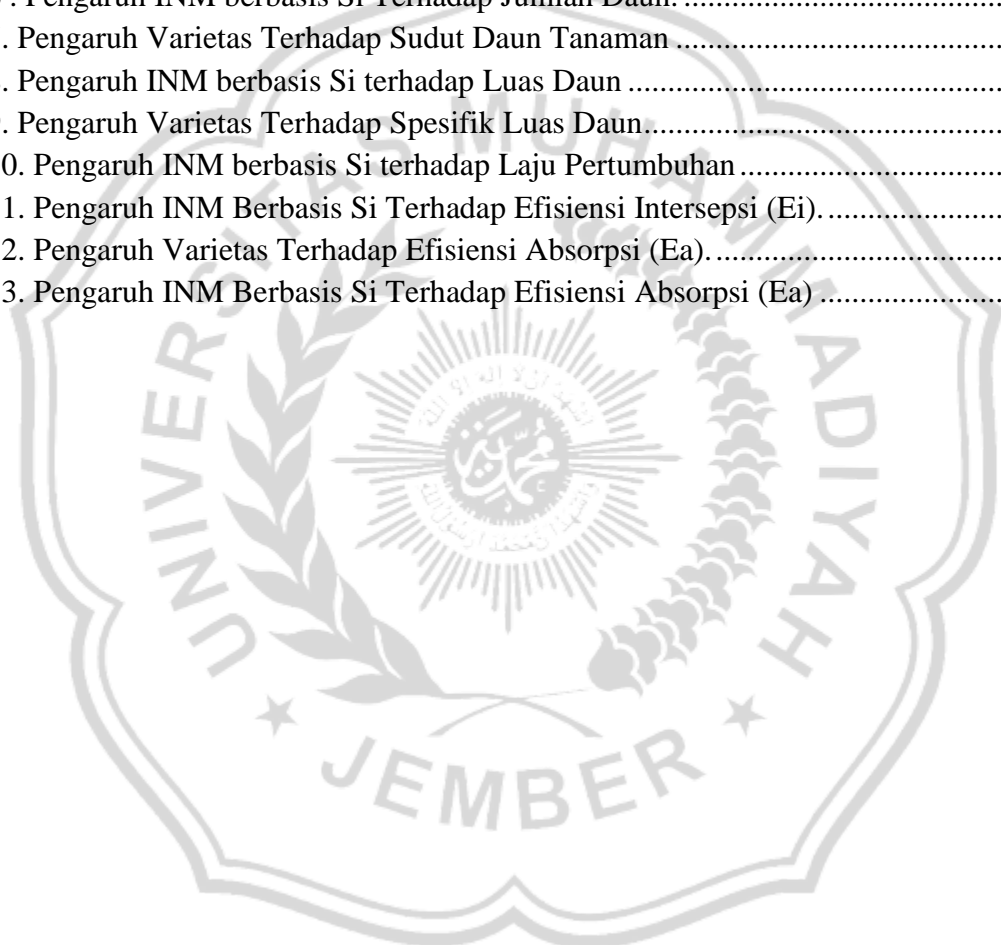 . Pengaruh INM berbasis Si Terhadap Jumlah Daun. ........................................
. Pengaruh Varietas Terhadap Sudut Daun Tanaman ........................................
. Pengaruh INM berbasis Si terhadap Luas Daun ........................................
. Pengaruh Varietas Terhadap Spesifik Luas Daun........................................
0. Pengaruh INM berbasis Si terhadap Laju Pertumbuhan ................................
1. Pengaruh INM Berbasis Si Terhadap Efisiensi Intersepsi (Ei). ......................
2. Pengaruh Varietas Terhadap Efisiensi Absorpsi (Ea). ....................................
3. Pengaruh INM Berbasis Si Terhadap Efisiensi Absorpsi (Ea) ......................
UNIVERSITAS MUHAMMADIYAH
JEMBER